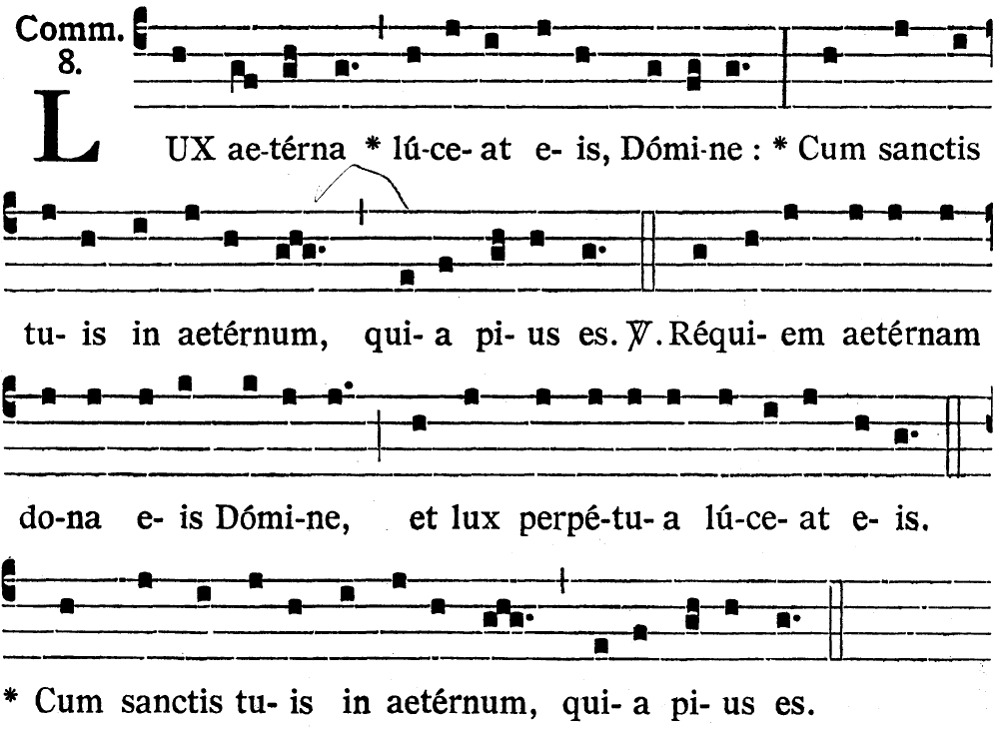 Comm.
8.
LUX ae-térna * lú-ce- at e- is, Dómi-ne : * Cum sanctis
tu- is in aetérnum, qui- a pi- us es. ℣. Réqui- em aetérnam
do-na e- is Dómi-ne, et lux perpé-tu- a lú-ce- at e- is.
* Cum sanctis tu- is in aetérnum, qui- a pi- us es.